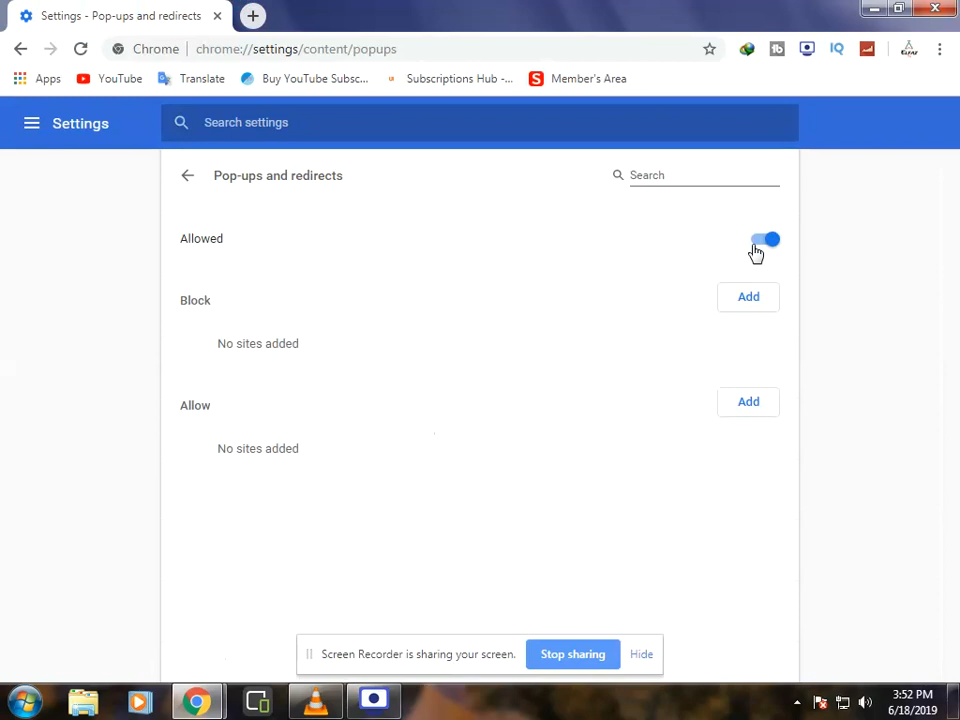 Settings - Pop-ups and redirects
Chrome
chrome://settings/content/popups
Apps
YouTube
Translate
Buy YouTube Subsc...
Subscriptions Hub -...
Member's Area
Settings
Search settings
Pop-ups and redirects
Search
Allowed
Block
Add
No sites added
Allow
Add
No sites added
Screen Recorder is sharing your screen.
Stop sharing
Hide
3:52 PM
6/18/2019